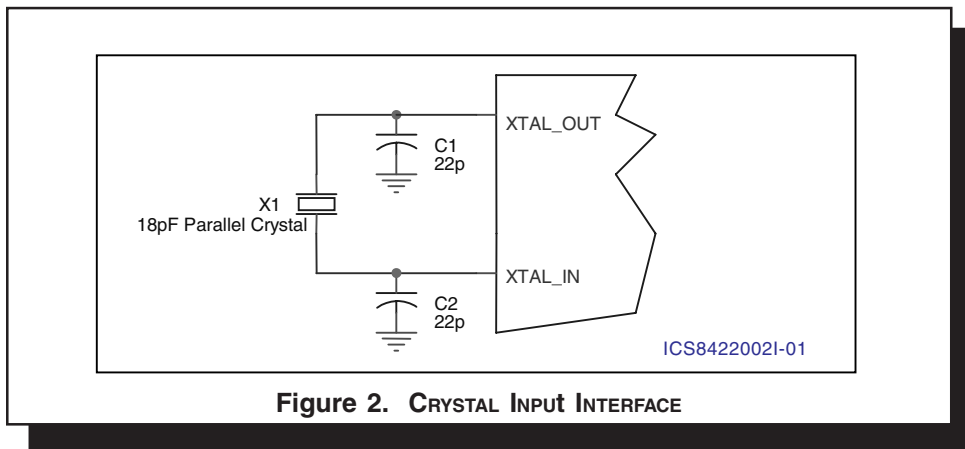 XTAL_OUT
C1
22p
X1
18pF Parallel Crystal
XTAL_IN
C2
22p
ICS8422002I-01
Figure 2. CRYSTAL INPUt INTERFACE